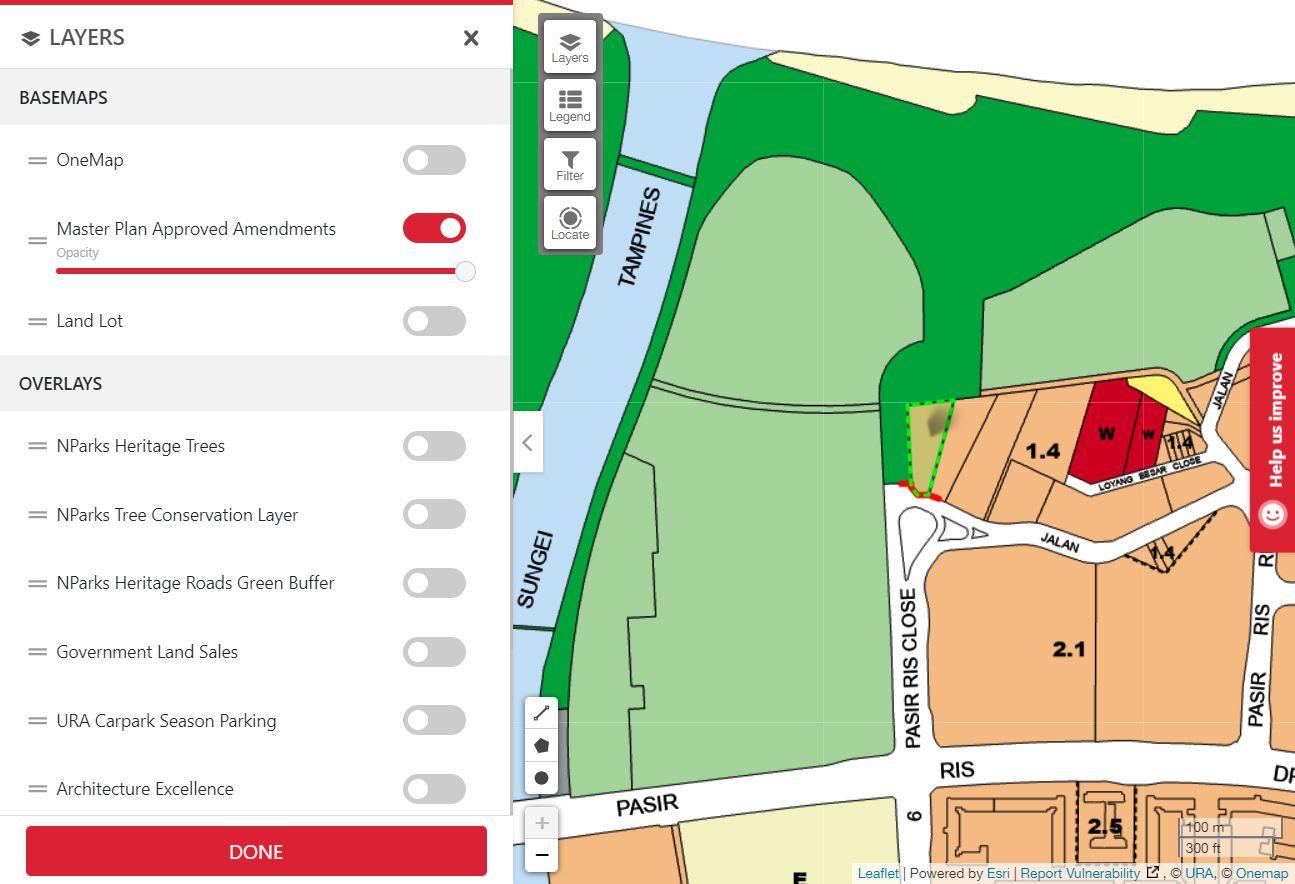 LAYERS
BASEMAPS
OneMap
Master Plan Approved Amendments
Opacity
Land Lot
OVERLAYS
NParks Heritage Trees
NParks Tree Conservation Layer
NParks Heritage Roads Green Buffer
Government Land Sales
URA Carpark Season Parking
Architecture Excellence
DONE
Layers
Legend
Filter
Locate
TAMPINES
SUNGEI
JALAN
W
W
1.4
1.4
LOYANG BESAR CLOSE
JALAN
1.4
Help us improve
PASIR RIS CLOSE
2.1
R
PASIR RIS
PASIR
RIS
DR
6
2.5
E
100 m
300 ft
Leaflet | Powered by Esri | Report Vulnerability , © URA, © Onemap